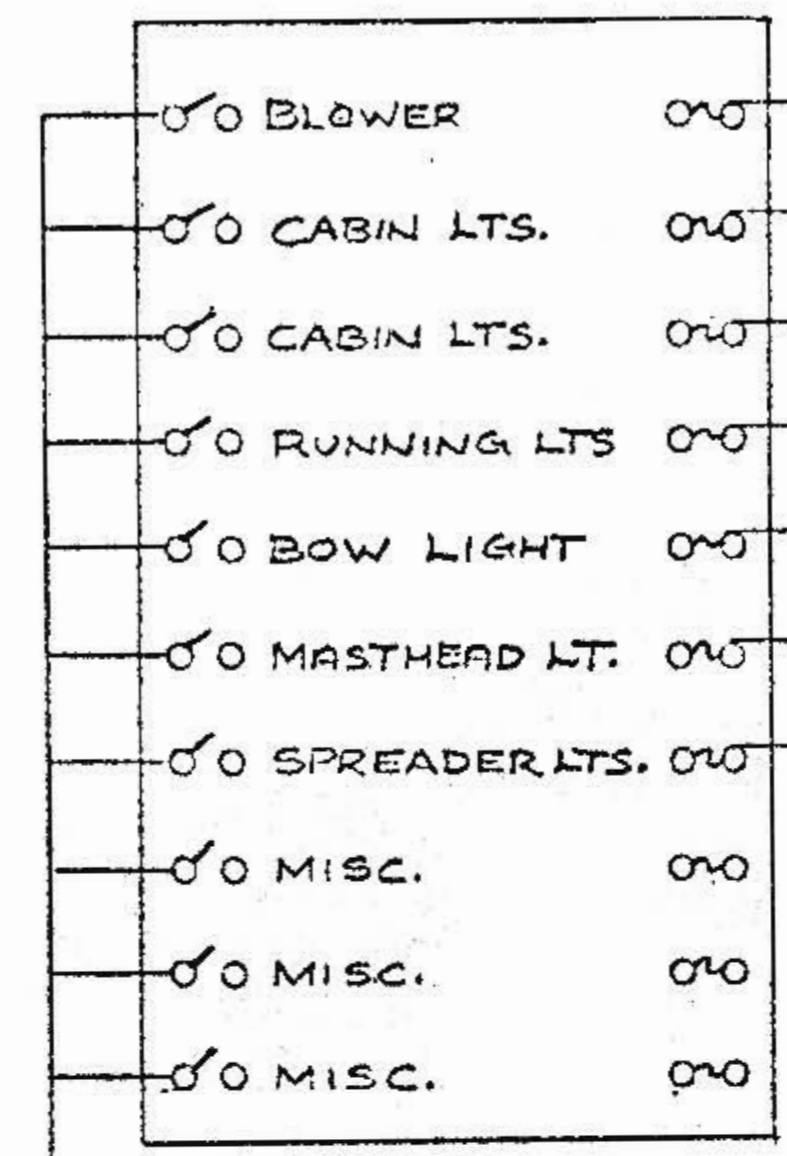 BLOWER
CABIN LTS.
CABIN LTS.
RUNNING LTS
BOW LIGHT
MASTHEAD LT.
SPREADER LTS.
MISC.
MISC.
MISC.